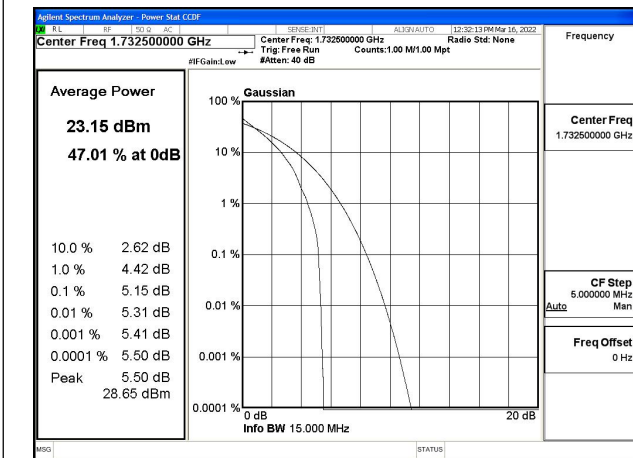 Agilent Spectrum Analyzer - Power Stat CCDF
RL RF 50 Ω AC SENSE:INT ALIGN AUTO 12:32:13 PM Mar 16, 2022
Center Freq 1.732500000 GHz
Center Freq: 1.732500000 GHz Radio Std: None
Trig: Free Run Counts:1.00 M/1.00 Mpt
#IFGain:Low #Atten: 40 dB
Frequency
Average Power
23.15 dBm
47.01 % at 0dB
10.0 % 2.62 dB
1.0 % 4.42 dB
0.1 % 5.15 dB
0.01 % 5.31 dB
0.001 % 5.41 dB
0.0001 % 5.50 dB
Peak 5.50 dB
28.65 dBm
Gaussian
100 %
10 %
1 %
0.1 %
0.01 %
0.001 %
0.0001 %
0 dB 20 dB
Info BW 15.000 MHz
Center Freq
1.732500000 GHz
CF Step
5.000000 MHz
Auto Man
Freq Offset
0 Hz
MSG STATUS